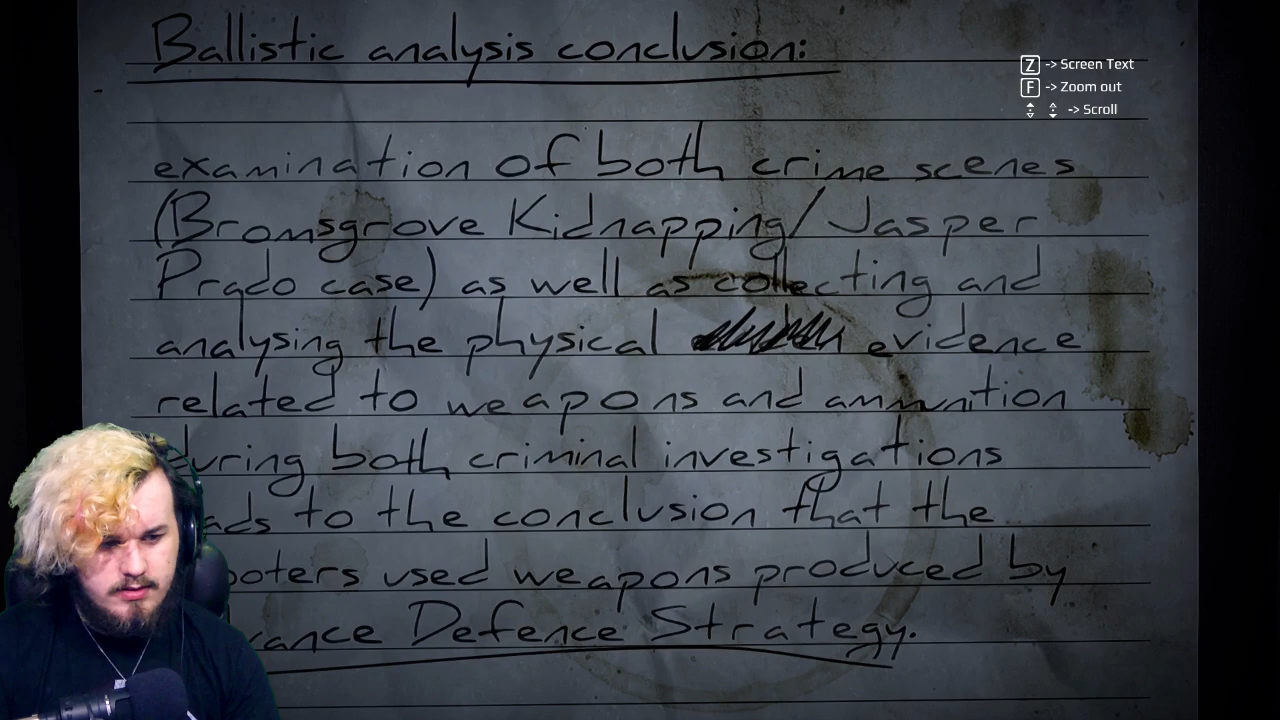 Ballistic analysis conclusion:
Z -> Screen Text
F -> Zoom out
-> Scroll
examination of both crime scenes
(Bromsgrove Kidnapping/Jasper
Prado case) as well as collecting and
analysing the physical evidence
related to weapons and ammunition
during both criminal investigations
to the conclusion that the
used weapons produced by
Defence Strategy.